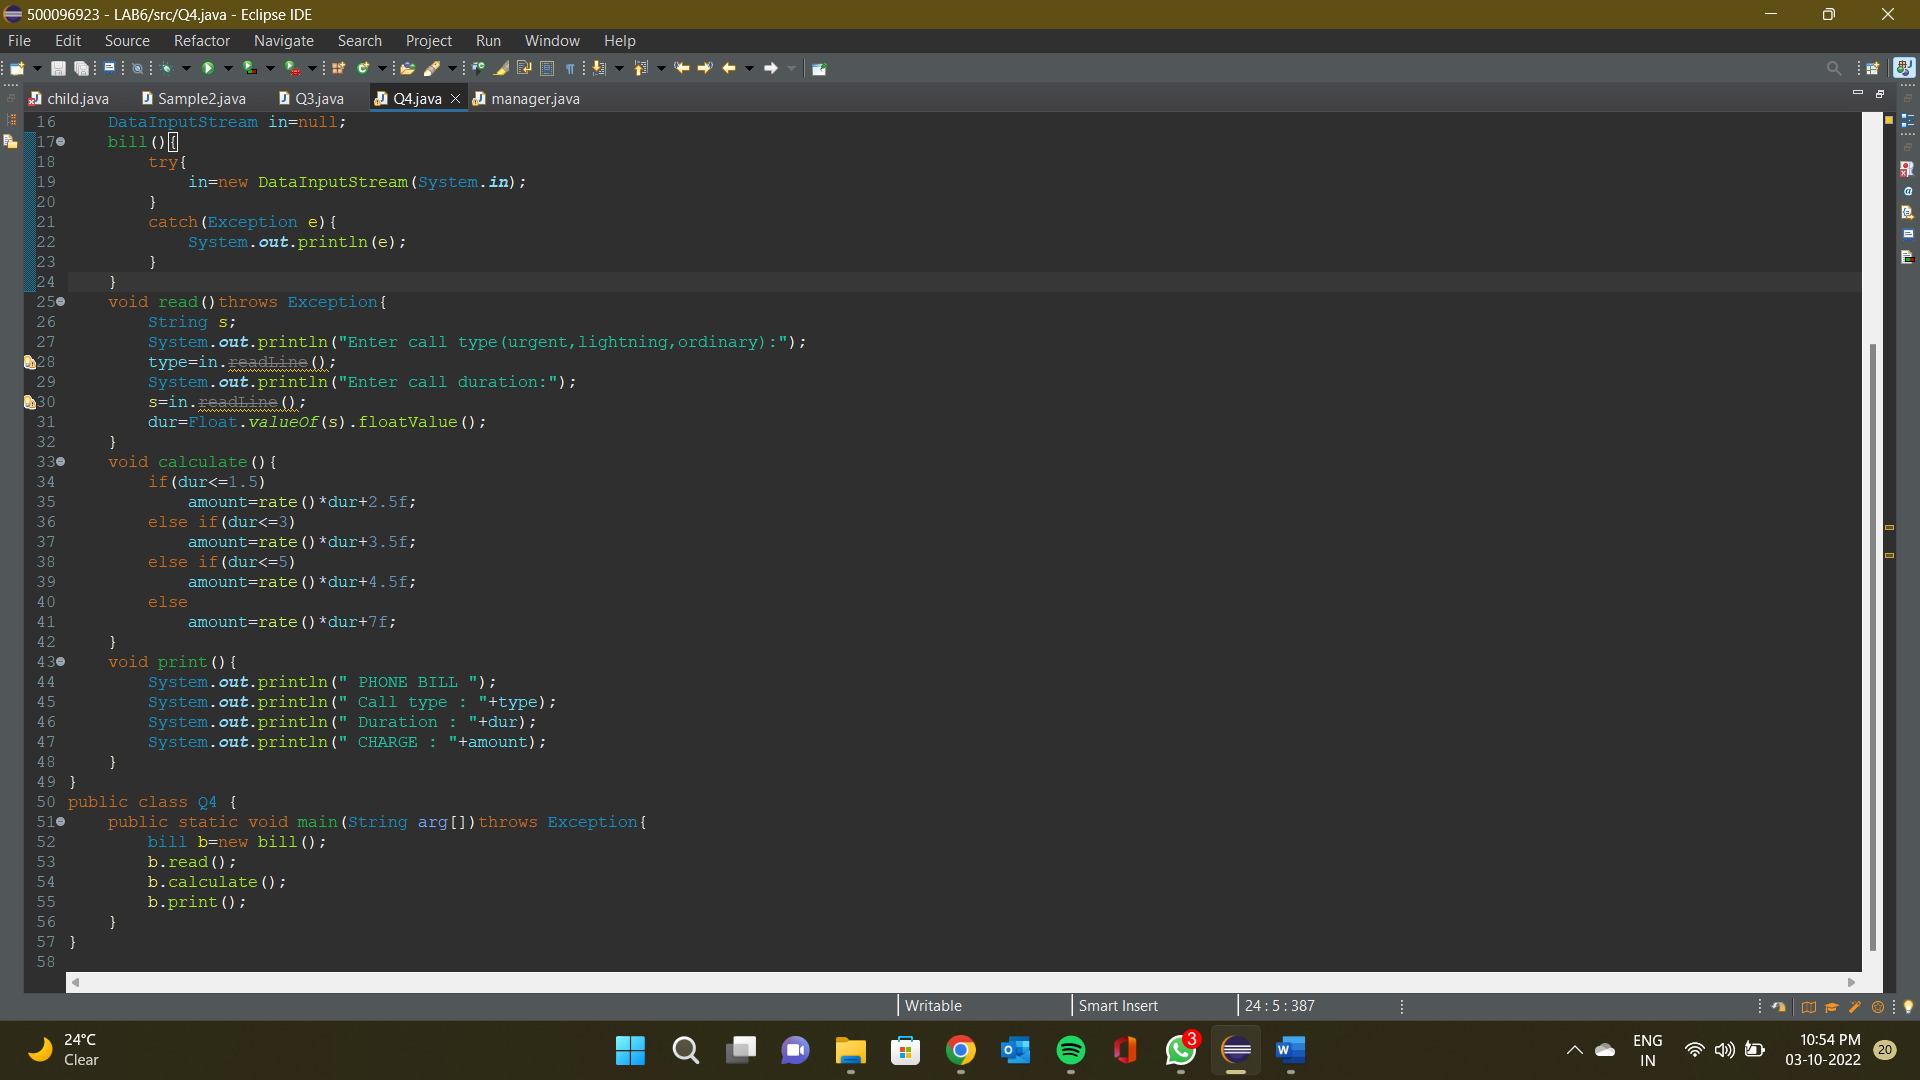 500096923 - LAB6/src/Q4.java - Eclipse IDE
File Edit Source Refactor Navigate Search Project Run Window Help
child.java Sample2.java Q3.java Q4.java manager.java
16 DataInputStream in=null;
17 bill(){
18 try{
19 in=new DataInputStream(System.in);
20 }
21 catch(Exception e){
22 System.out.println(e);
23 }
24 }
25 void read()throws Exception{
26 String s;
27 System.out.println("Enter call type(urgent,lightning,ordinary):");
28 type=in.readLine();
29 System.out.println("Enter call duration:");
30 s=in.readLine();
31 dur=Float.valueOf(s).floatValue();
32 }
33 void calculate(){
34 if(dur<=1.5)
35 amount=rate()*dur+2.5f;
36 else if(dur<=3)
37 amount=rate()*dur+3.5f;
38 else if(dur<=5)
39 amount=rate()*dur+4.5f;
40 else
41 amount=rate()*dur+7f;
42 }
43 void print(){
44 System.out.println(" PHONE BILL ");
45 System.out.println(" Call type : "+type);
46 System.out.println(" Duration : "+dur);
47 System.out.println(" CHARGE : "+amount);
48 }
49 }
50 public class Q4 {
51 public static void main(String arg[])throws Exception{
52 bill b=new bill();
53 b.read();
54 b.calculate();
55 b.print();
56 }
57 }
58
Writable Smart Insert 24 : 5 : 387
24°C
Clear
3
ENG
IN
10:54 PM
03-10-2022
20